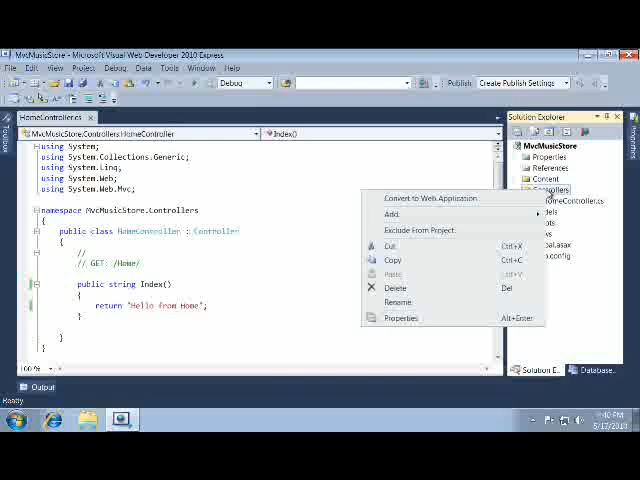 MvcMusicStore - Microsoft Visual Web Developer 2010 Express
File Edit View Project Debug Data Tools Window Help
Debug Publish: Create Publish Settings
HomeController.cs
MvcMusicStore.Controllers.HomeController Index()
using System;
using System.Collections.Generic;
using System.Linq;
using System.Web;
using System.Web.Mvc;
namespace MvcMusicStore.Controllers
{
public class HomeController : Controller
{
//
// GET: /Home/
public string Index()
{
return "Hello from Home";
}
}
}
100 %
Output
Ready
Toolbox
Convert to Web Application
Add
Exclude From Project
Cut Ctrl+X
Copy Ctrl+C
Paste Ctrl+V
Delete Del
Rename
Properties Alt+Enter
Solution Explorer
MvcMusicStore
Properties
References
Content
Controllers
HomeController.cs
Solution E...
Database...
Properties
5/17/2010